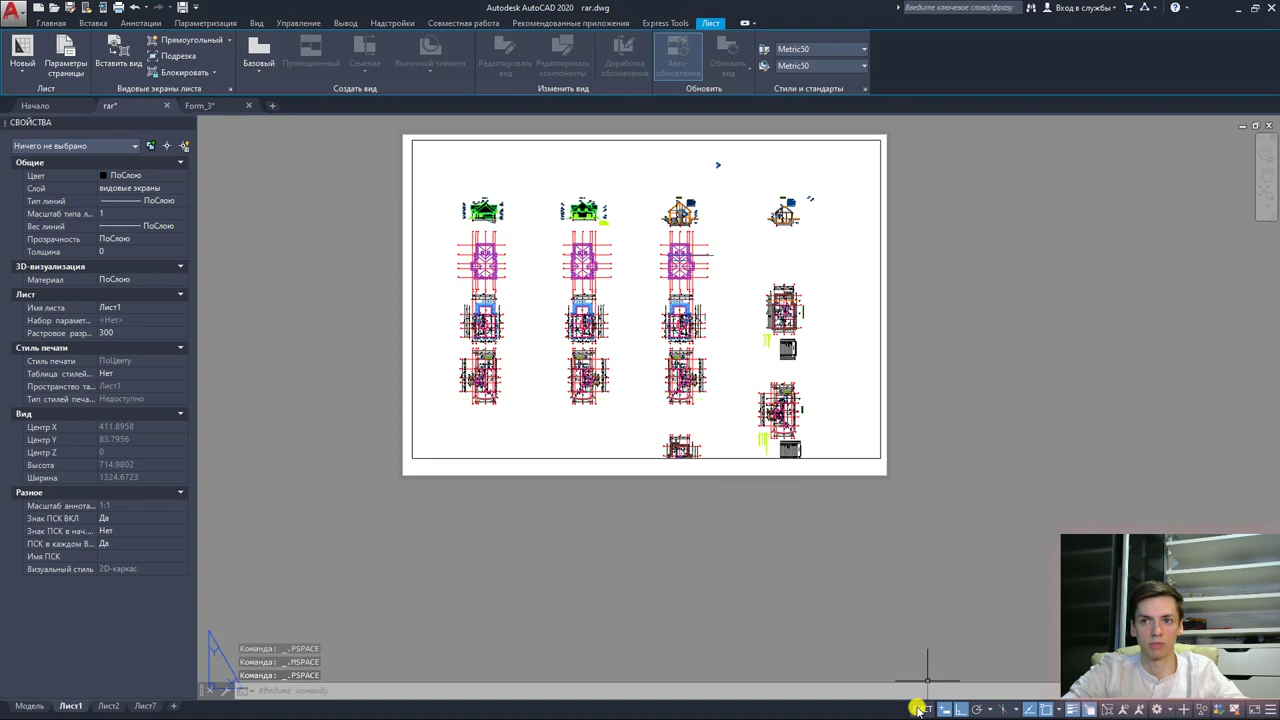 Autodesk AutoCAD 2020 rar.dwg
Введите ключевое слово/фразу
Вход в службы
Главная Вставка Аннотации Параметризация Вид Управление Вывод Надстройки Совместная работа Рекомендованные приложения Express Tools Лист
Новый
Параметры страницы
Вставить вид
Прямоугольный
Подрезка
Блокировать
Базовый
Проекционный
Сечение
Выносной элемент
Редактировать вид
Редактировать компоненты
Доработка обозначения
Авто-обновление
Обновить вид
Metric50
Metric50
Лист Видовые экраны листа Создать вид Изменить вид Обновить Стили и стандарты
Начало rar* Form_3*
СВОЙСТВА
Ничего не выбрано
Общие
Цвет ПоСлою
Слой видовые экраны
Тип линий ПоСлою
Масштаб типа л... 1
Вес линий ПоСлою
Прозрачность ПоСлою
Толщина 0
3D-визуализация
Материал ПоСлою
Лист
Имя листа Лист1
Набор парамет... <Нет>
Растровое разр... 300
Стиль печати
Стиль печати ПоЦвету
Таблица стилей... Нет
Пространство та... Лист1
Тип стилей печа... Недоступно
Вид
Центр X 411.8958
Центр Y 83.7956
Центр Z 0
Высота 714.9802
Ширина 1324.6723
Разное
Масштаб аннота... 1:1
Знак ПСК ВКЛ Да
Знак ПСК в нач.... Нет
ПСК в каждом В... Да
Имя ПСК
Визуальный стиль 2D-каркас
Команда: _.PSPACE
Команда: _.MSPACE
Команда: _.PSPACE
Введите команду
Модель Лист1 Лист2 Лист7